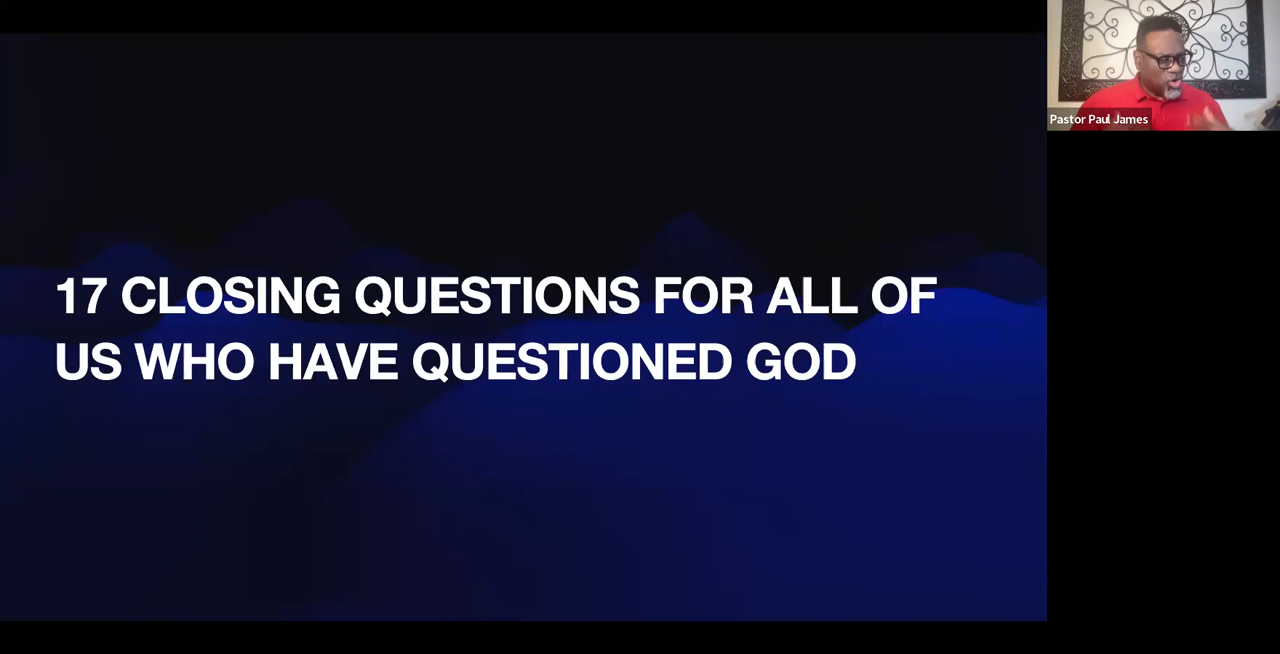 17 CLOSING QUESTIONS FOR ALL OF
US WHO HAVE QUESTIONED GOD
Pastor Paul James